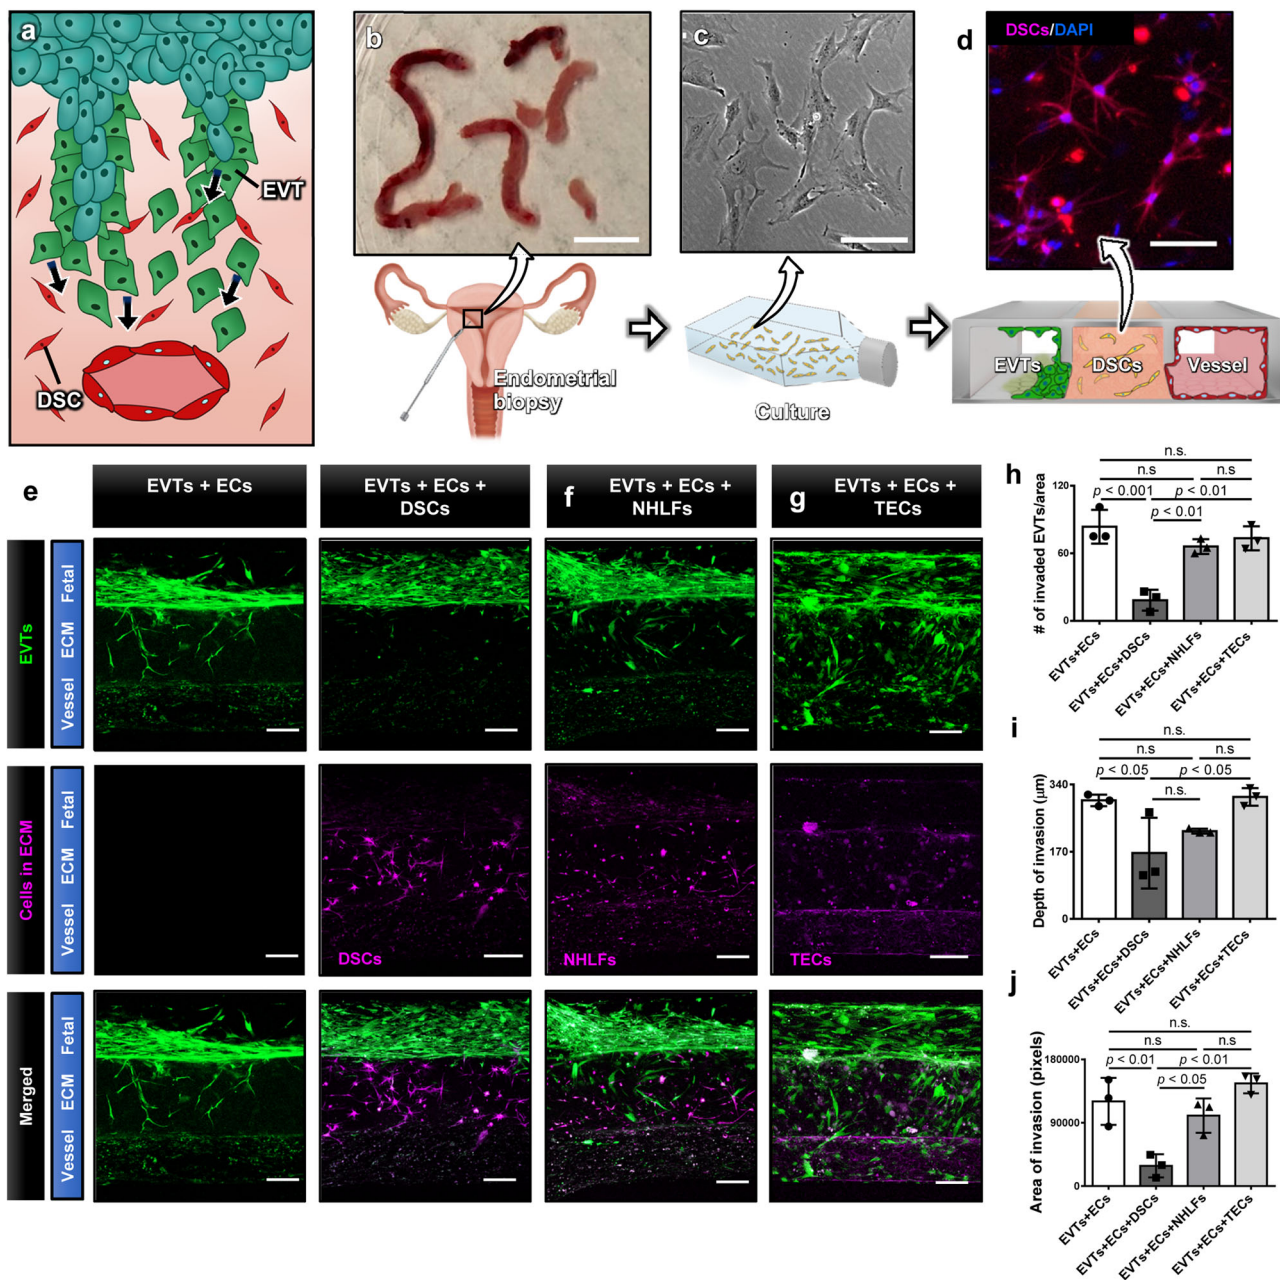 a
EVT
DSC
b
c
d
DSCs/DAPI
Endometrial
biopsy
Culture
EVTs
DSCs
Vessel
e
EVTs + ECs
EVTs + ECs +
DSCs
f
EVTs + ECs +
NHLFs
g
EVTs + ECs +
TECs
EVTs
Fetal
ECM
Vessel
Cells in ECM
Fetal
ECM
Vessel
DSCs
NHLFs
TECs
Merged
Fetal
ECM
Vessel
h
n.s.
n.s
n.s
p < 0.001
p < 0.01
p < 0.01
# of invaded EVTs/area
120
60
0
EVTs+ECs
EVTs+ECs+DSCs
EVTs+ECs+NHLFs
EVTs+ECs+TECs
i
n.s.
n.s
n.s
p < 0.05
p < 0.05
n.s.
Depth of invasion (μm)
340
170
0
EVTs+ECs
EVTs+ECs+DSCs
EVTs+ECs+NHLFs
EVTs+ECs+TECs
j
n.s.
n.s
n.s
p < 0.01
p < 0.01
p < 0.05
Area of invasion (pixels)
180000
90000
0
EVTs+ECs
EVTs+ECs+DSCs
EVTs+ECs+NHLFs
EVTs+ECs+TECs